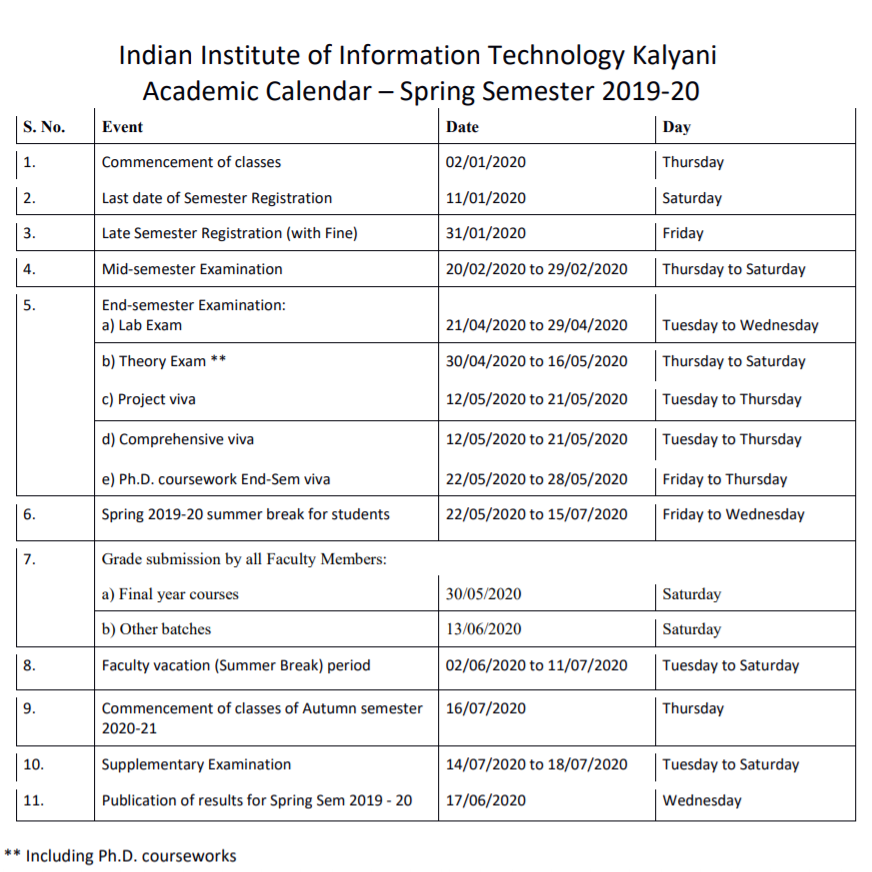 Indian Institute of Information Technology Kalyani
Academic Calendar – Spring Semester 2019-20
S. No. Event Date Day
1. Commencement of classes 02/01/2020 Thursday
2. Last date of Semester Registration 11/01/2020 Saturday
3. Late Semester Registration (with Fine) 31/01/2020 Friday
4. Mid-semester Examination 20/02/2020 to 29/02/2020 Thursday to Saturday
5. End-semester Examination:
a) Lab Exam 21/04/2020 to 29/04/2020 Tuesday to Wednesday
b) Theory Exam ** 30/04/2020 to 16/05/2020 Thursday to Saturday
c) Project viva 12/05/2020 to 21/05/2020 Tuesday to Thursday
d) Comprehensive viva 12/05/2020 to 21/05/2020 Tuesday to Thursday
e) Ph.D. coursework End-Sem viva 22/05/2020 to 28/05/2020 Friday to Thursday
6. Spring 2019-20 summer break for students 22/05/2020 to 15/07/2020 Friday to Wednesday
7. Grade submission by all Faculty Members:
a) Final year courses 30/05/2020 Saturday
b) Other batches 13/06/2020 Saturday
8. Faculty vacation (Summer Break) period 02/06/2020 to 11/07/2020 Tuesday to Saturday
9. Commencement of classes of Autumn semester 16/07/2020 Thursday
2020-21
10. Supplementary Examination 14/07/2020 to 18/07/2020 Tuesday to Saturday
11. Publication of results for Spring Sem 2019 - 20 17/06/2020 Wednesday
** Including Ph.D. courseworks